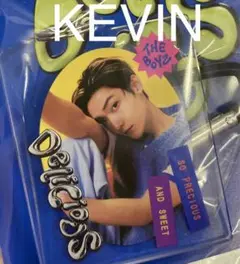 KEVIN
THE
BOYZ
Delicious
SO PRECIOUS
AND SWEET